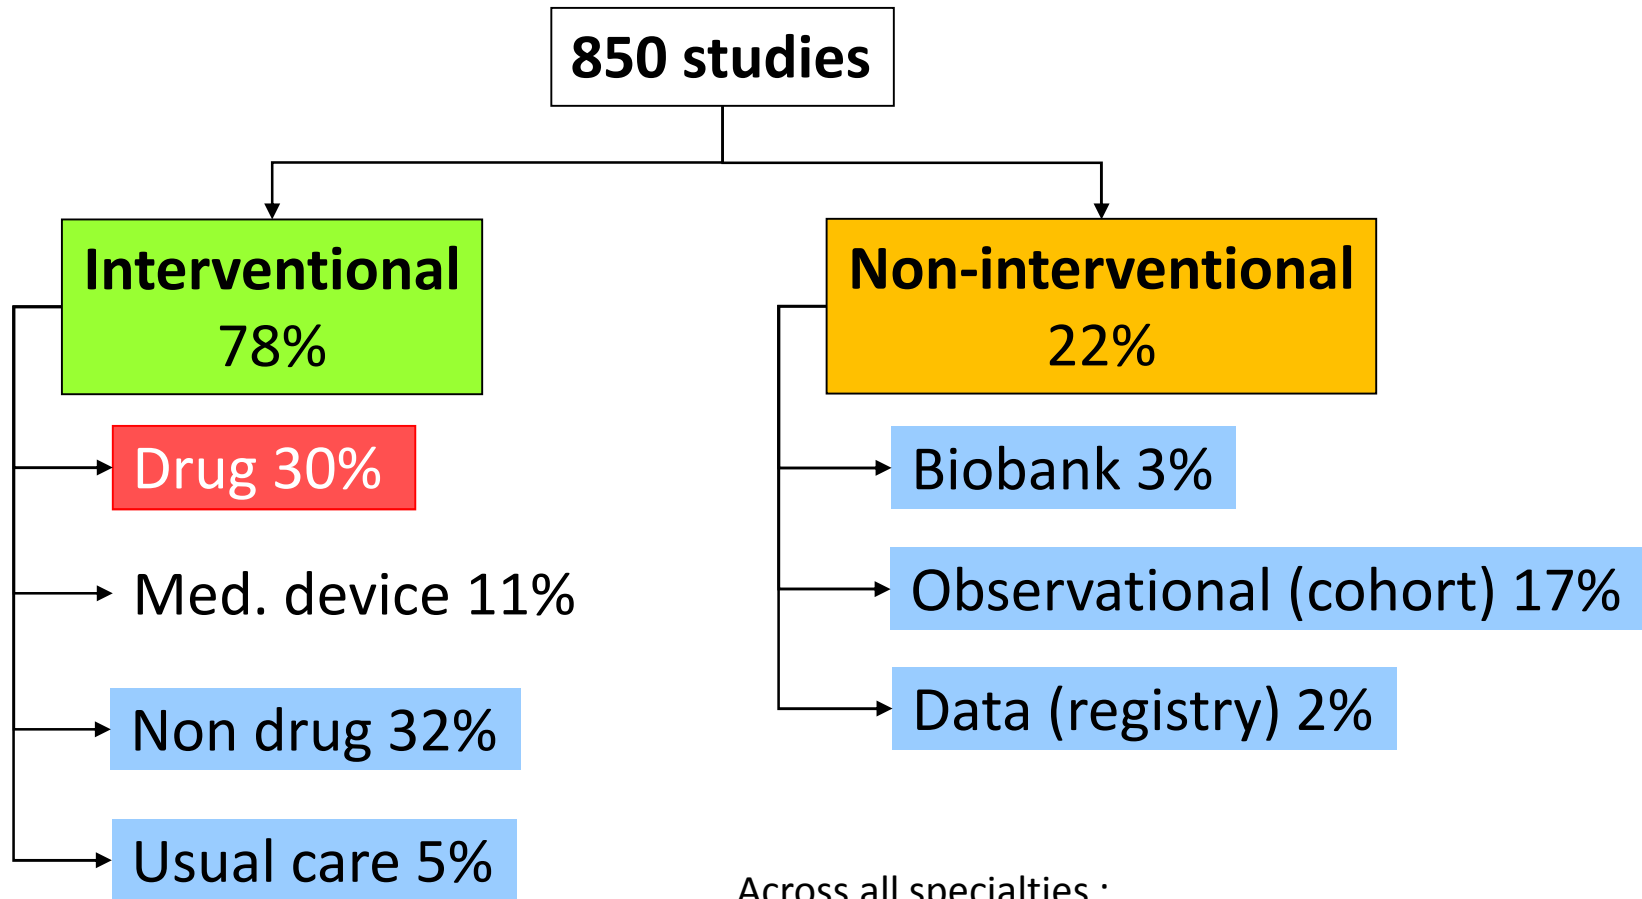 850 studies
Interventional
78%
Drug 30%
Med. device 11%
Non drug 32%
Usual care 5%
Non-interventional
22%
Biobank 3%
Observational (cohort) 17%
Data (registry) 2%
Across all specialties :